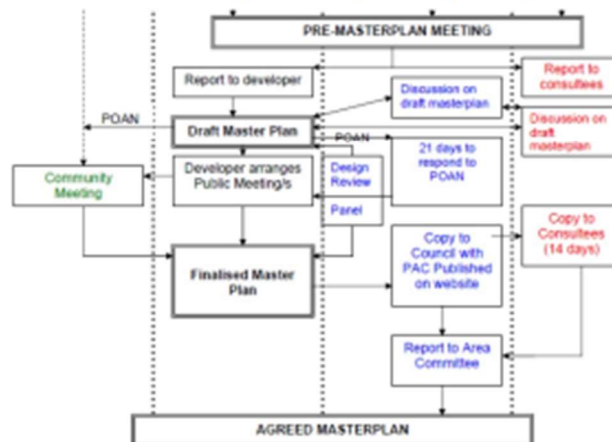 PRE-MASTERPLAN MEETING
Report to developer
Discussion on
draft masterplan
Report to
consultees
POAN
Draft Master Plan
POAN
Discussion on
draft
masterplan
Community
Meeting
Developer arranges
Public Meeting/s
Design
Review
Panel
21 days to
respond to
POAN
Finalised Master
Plan
Copy to
Council with
PAC Published
on website
Copy to
Consultees
(14 days)
Report to Area
Committee
AGREED MASTERPLAN